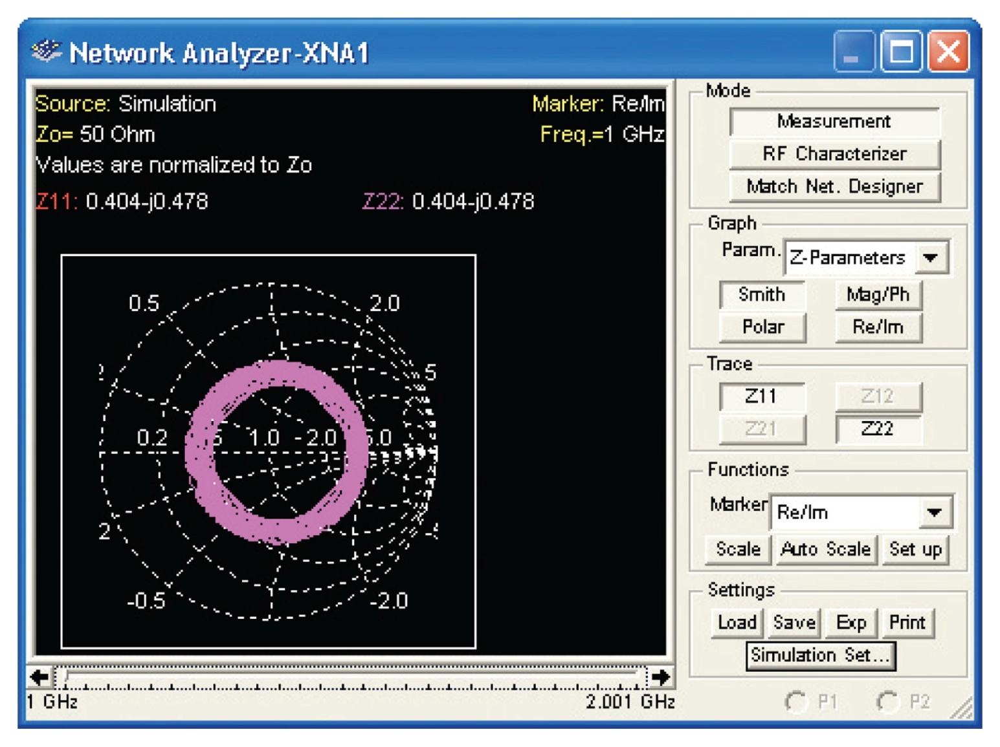 Network Analyzer-XNA1
Source: Simulation
Marker: Re/Im
Zo= 50 Ohm
Freq.=1 GHz
Values are normalized to Zo
Z11: 0.404-j0.478
Z22: 0.404-j0.478
0.5
2.0
5
0.2
1.0
2.0
5.0
2
-0.5
-2.0
1 GHz
2.001 GHz
Mode
Measurement
RF Characterizer
Match Net. Designer
Graph
Param.
Z-Parameters
Smith
Mag/Ph
Polar
Re/Im
Trace
Z11
Z12
Z21
Z22
Functions
Marker
Re/Im
Scale
Auto Scale
Set up
Settings
Load
Save
Exp
Print
Simulation Set...
P1
P2